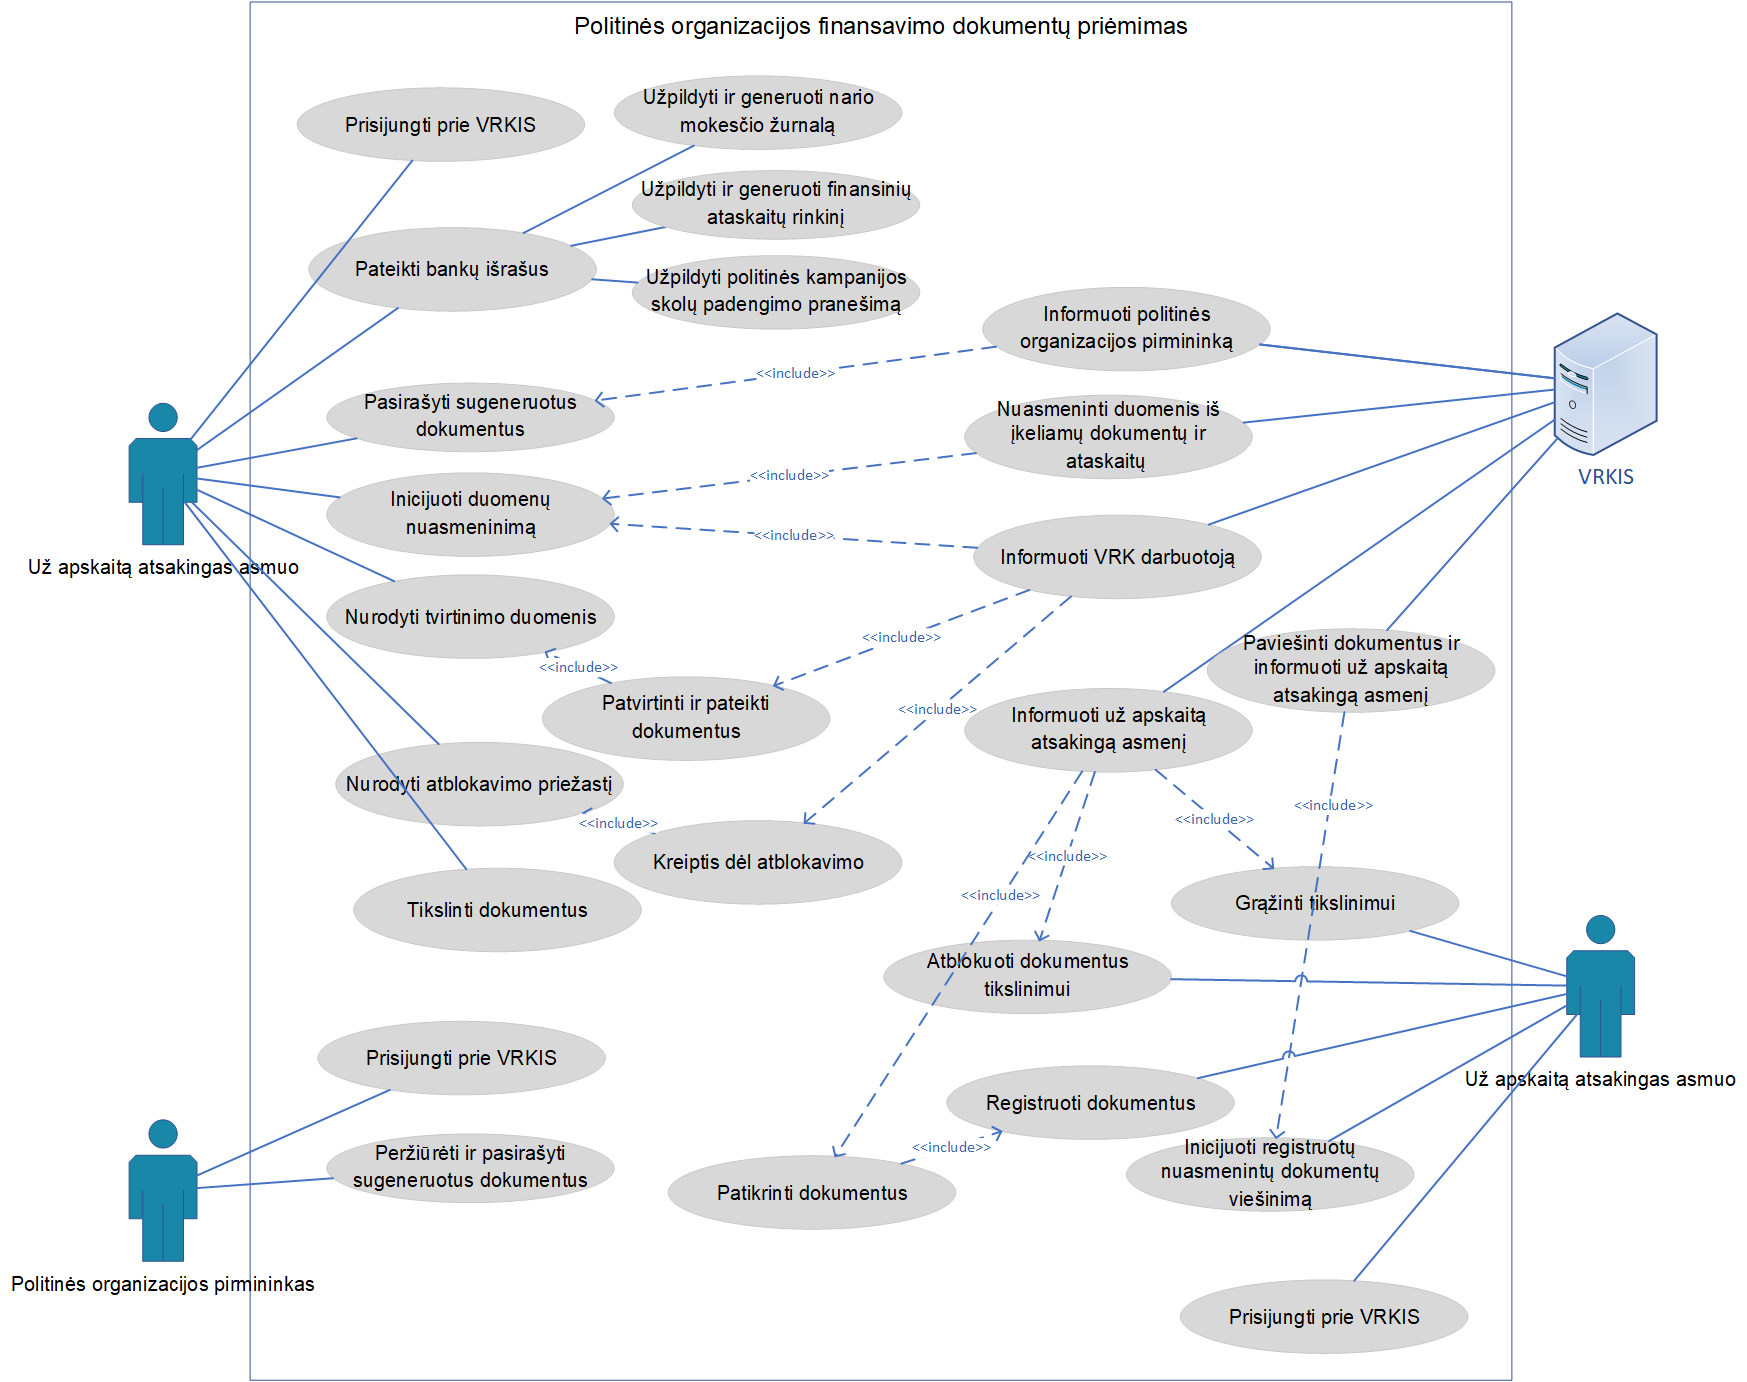 Politinės organizacijos finansavimo dokumentų priėmimas
Užpildyti ir generuoti nario
mokesčio žurnalą
Prisijungti prie VRKIS
Užpildyti ir generuoti finansinių
ataskaitų rinkinį
Pateikti bankų išrašus
Užpildyti politinės kampanijos
skolų padengimo pranešimą
Informuoti politinės
organizacijos pirmininką
<<include>>
Pasirašyti sugeneruotus
dokumentus
Nuasmeninti duomenis iš
įkeliamų dokumentų ir
ataskaitų
VRKIS
<<include>>
Inicijuoti duomenų
nuasmeninimą
<<include>>
Informuoti VRK darbuotoją
Už apskaitą atsakingas asmuo
Nurodyti tvirtinimo duomenis
<<include>>
<<include>>
Paviešinti dokumentus ir
informuoti už apskaitą
atsakingą asmenį
Patvirtinti ir pateikti
dokumentus
<<include>>
Informuoti už apskaitą
atsakingą asmenį
Nurodyti atblokavimo priežastį
<<include>>
<<include>>
<<include>>
<<include>>
Kreiptis dėl atblokavimo
<<include>>
Tikslinti dokumentus
Grąžinti tikslinimui
Atblokuoti dokumentus
tikslinimui
Prisijungti prie VRKIS
Už apskaitą atsakingas asmuo
Registruoti dokumentus
<<include>>
Peržiūrėti ir pasirašyti
sugeneruotus dokumentus
Inicijuoti registruotų
nuasmenintų dokumentų
viešinimą
Patikrinti dokumentus
Politinės organizacijos pirmininkas
Prisijungti prie VRKIS